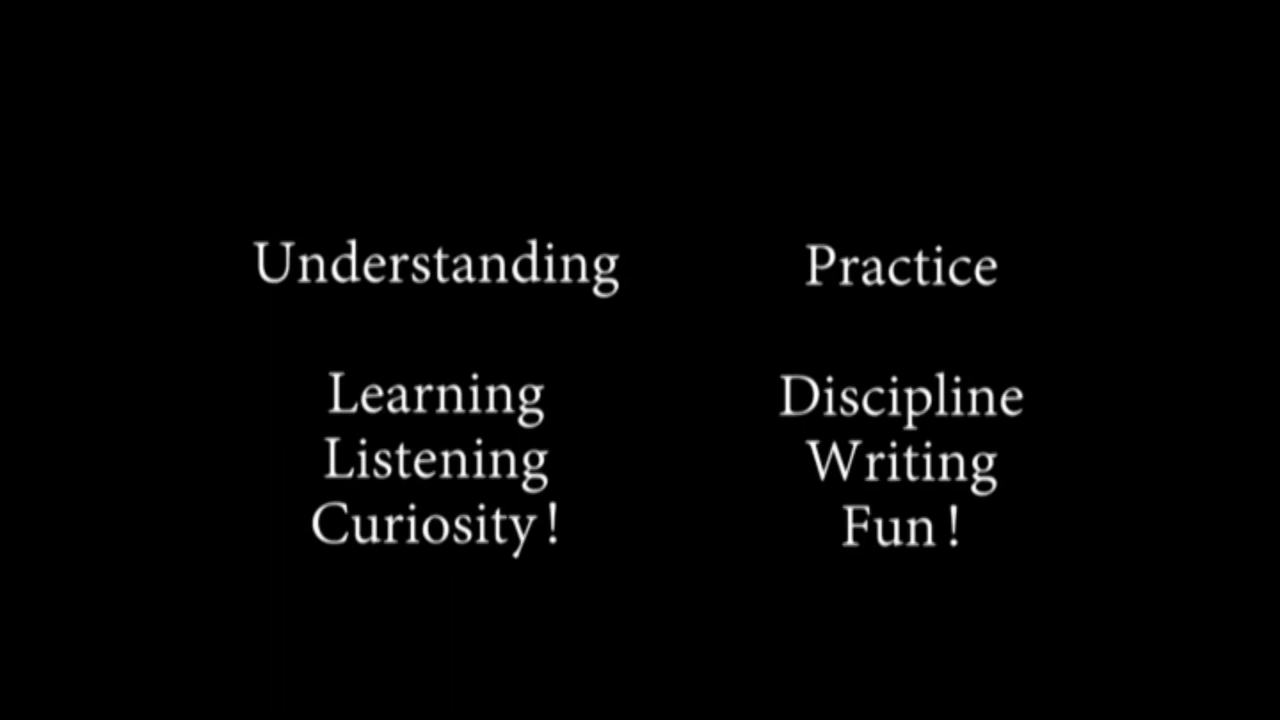 Understanding
Learning
Listening
Curiosity !
Practice
Discipline
Writing
Fun !